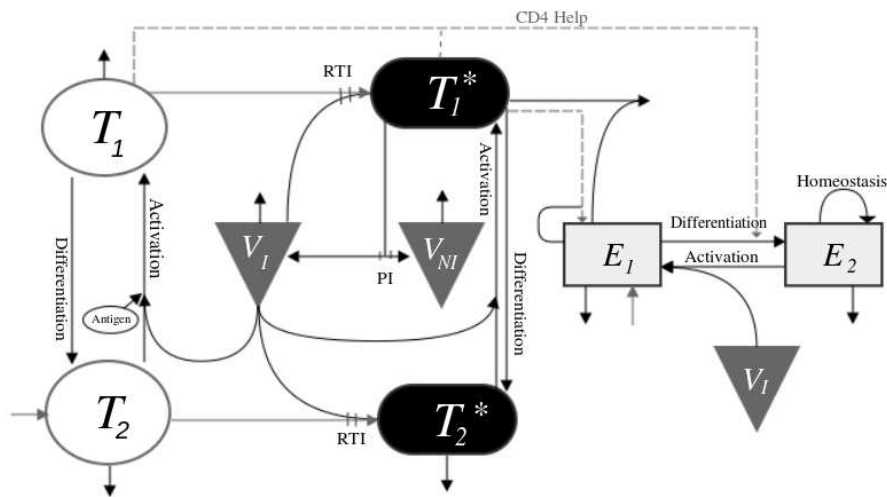 CD4 Help
RTI
T1
T1*
Activation
Homeostasis
Differentiation
Activation
VI
VNI
Differentiation
E1
Differentiation
Activation
E2
PI
Antigen
T2
RTI
T2*
VI